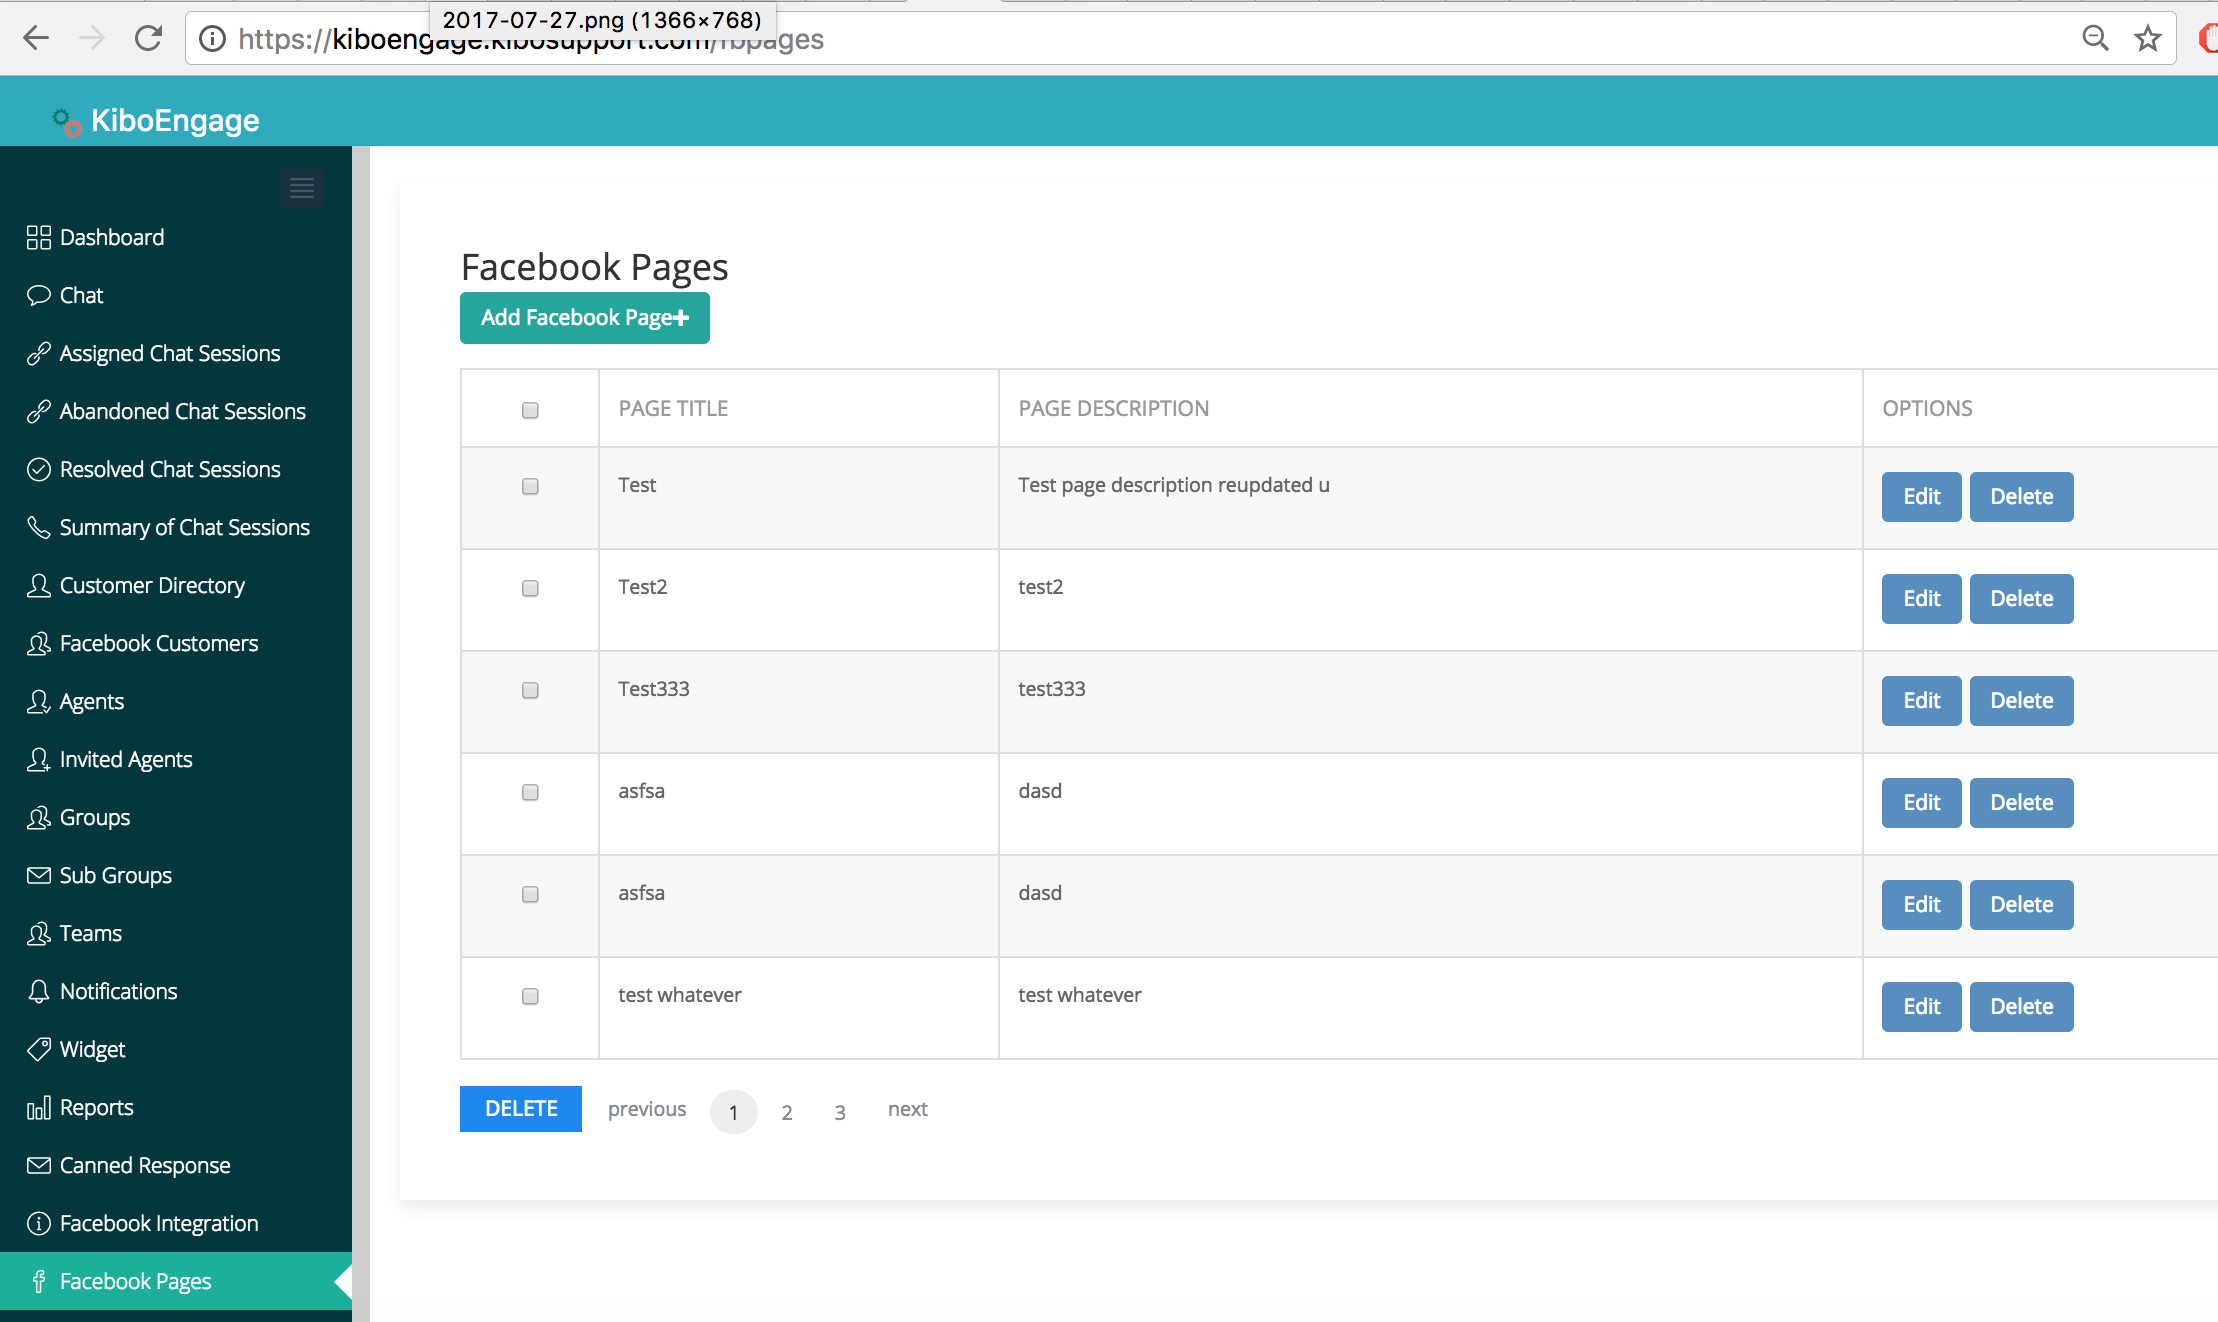 2017-07-27.png (1366×768)
https://kiboengage.kibosupport.com/fbpages
KiboEngage
Dashboard
Chat
Assigned Chat Sessions
Abandoned Chat Sessions
Resolved Chat Sessions
Summary of Chat Sessions
Customer Directory
Facebook Customers
Agents
Invited Agents
Groups
Sub Groups
Teams
Notifications
Widget
Reports
Canned Response
Facebook Integration
Facebook Pages
Facebook Pages
Add Facebook Page+
PAGE TITLE PAGE DESCRIPTION OPTIONS
Test Test page description reupdated u Edit Delete
Test2 test2 Edit Delete
Test333 test333 Edit Delete
asfsa dasd Edit Delete
asfsa dasd Edit Delete
test whatever test whatever Edit Delete
DELETE previous 1 2 3 next